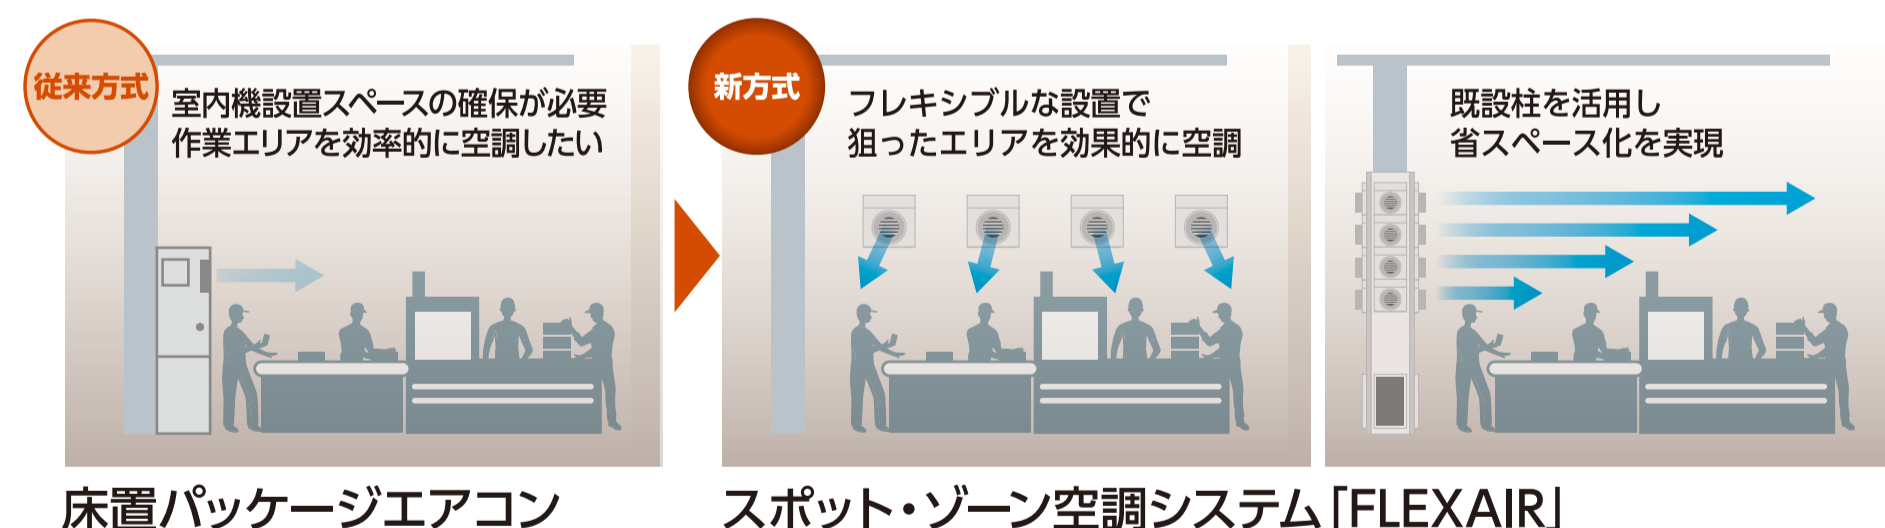 従来方式
室内機設置スペースの確保が必要
作業エリアを効率的に空調したい
床置パッケージエアコン
新方式
フレキシブルな設置で
狙ったエリアを効果的に空調
既設柱を活用し
省スペース化を実現
スポット・ゾーン空調システム「FLEXAIR」